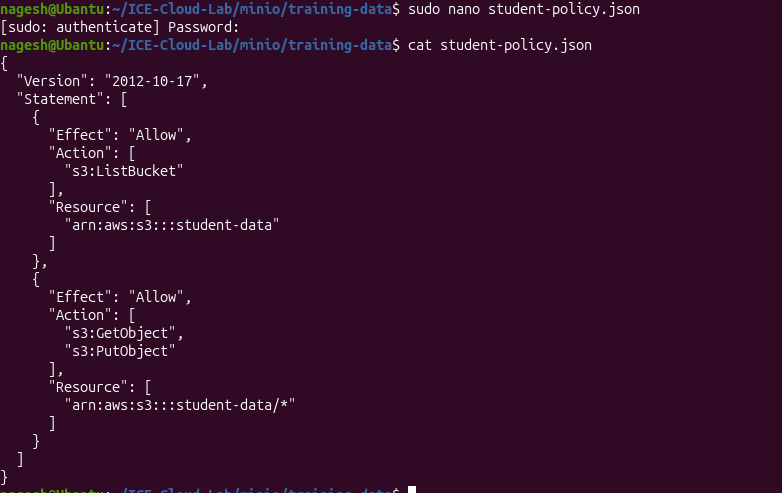 nagesh@Ubantu:~/ICE-Cloud-Lab/minio/training-data$ sudo nano student-policy.json
[sudo: authenticate] Password:
nagesh@Ubantu:~/ICE-Cloud-Lab/minio/training-data$ cat student-policy.json
{
  "Version": "2012-10-17",
  "Statement": [
    {
      "Effect": "Allow",
      "Action": [
        "s3:ListBucket"
      ],
      "Resource": [
        "arn:aws:s3:::student-data"
      ]
    },
    {
      "Effect": "Allow",
      "Action": [
        "s3:GetObject",
        "s3:PutObject"
      ],
      "Resource": [
        "arn:aws:s3:::student-data/*"
      ]
    }
  ]
}
nagesh@Ubantu:~/ICE-Cloud-Lab/minio/training-data$